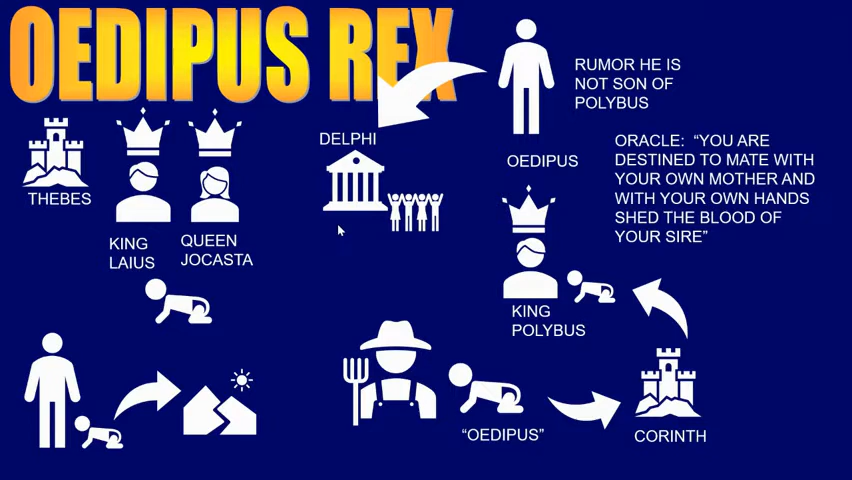 OEDIPUS REX
THEBES
KING
LAIUS
QUEEN
JOCASTA
DELPHI
OEDIPUS
RUMOR HE IS
NOT SON OF
POLYBUS
ORACLE: “YOU ARE
DESTINED TO MATE WITH
YOUR OWN MOTHER AND
WITH YOUR OWN HANDS
SHED THE BLOOD OF
YOUR SIRE”
KING
POLYBUS
“OEDIPUS”
CORINTH